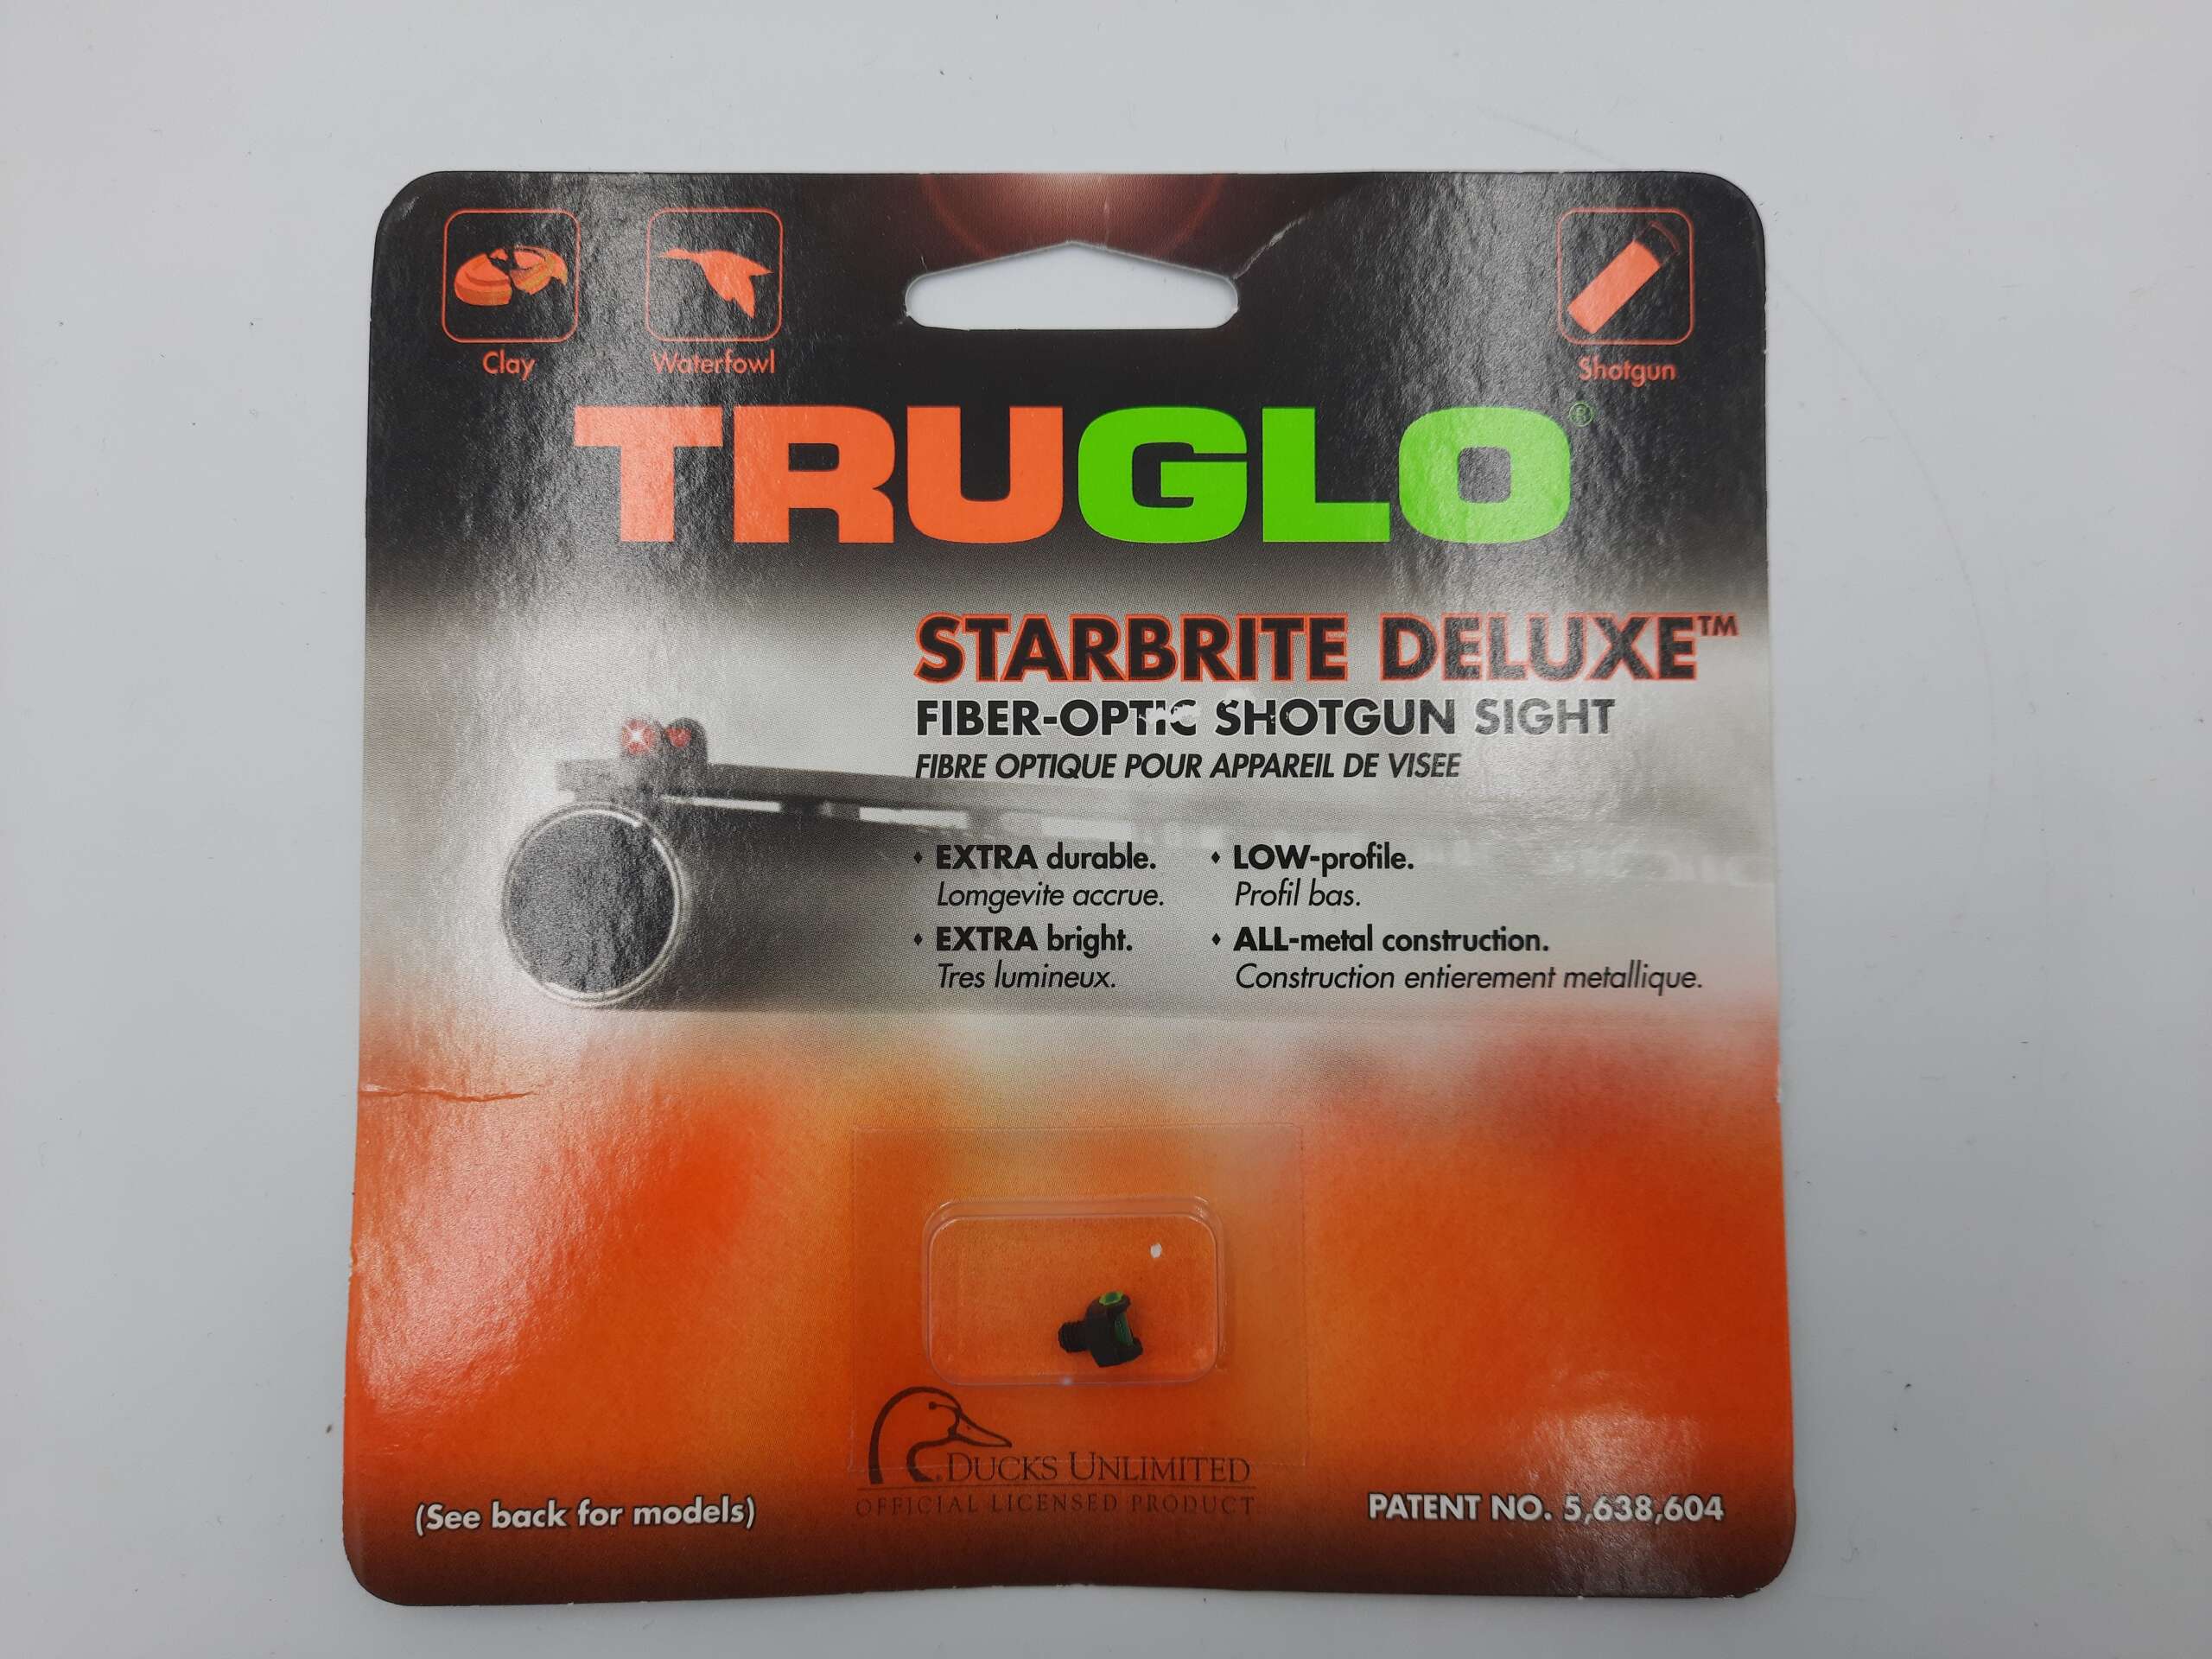 Clay
Waterfowl
Shotgun
TRUGLO®
STARBRITE DELUXE™
FIBER-OPTIC SHOTGUN SIGHT
FIBRE OPTIQUE POUR APPAREIL DE VISEE
⬧ EXTRA durable.
Lomgevite accrue.
⬧ EXTRA bright.
Tres lumineux.
⬧ LOW-profile.
Profil bas.
⬧ ALL-metal construction.
Construction entierement metallique.
DUCKS UNLIMITED
OFFICIAL LICENSED PRODUCT
(See back for models)
PATENT NO. 5,638,604